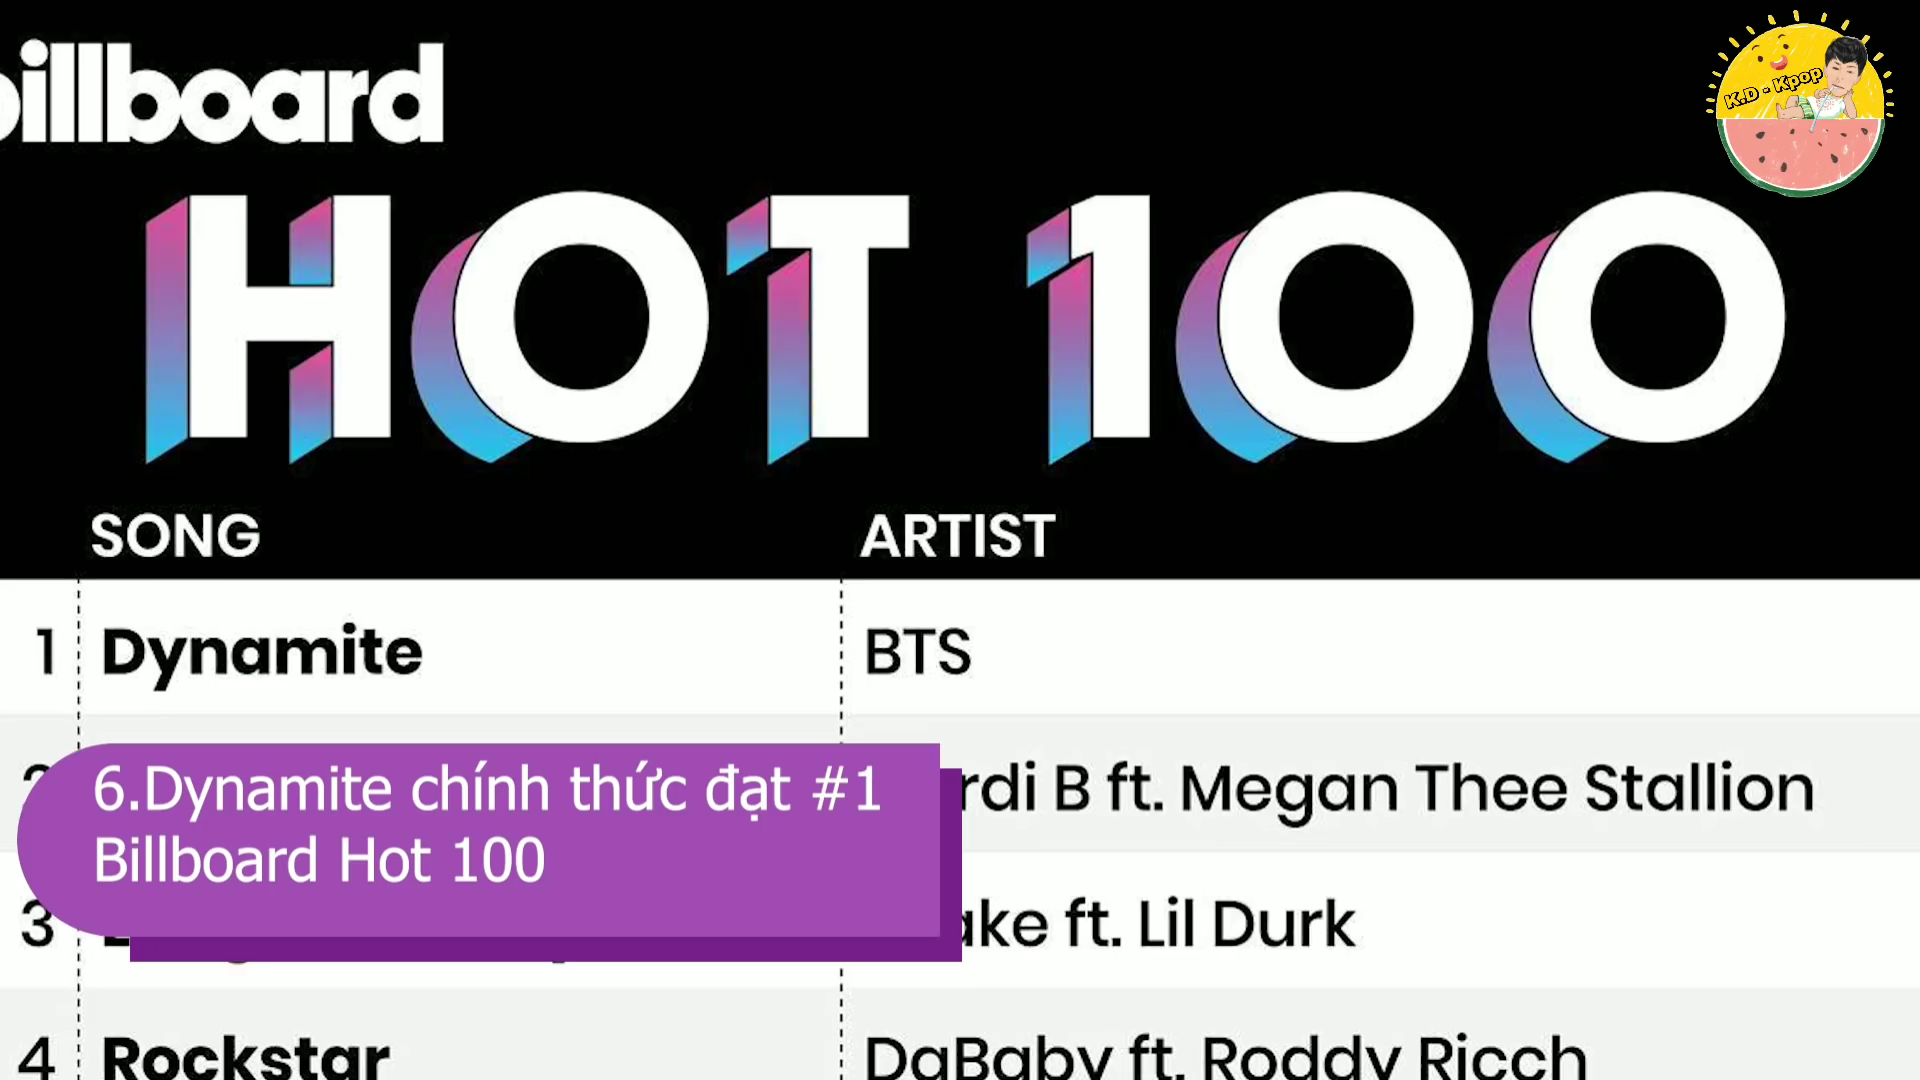 billboard
K.D - Kpop
HOT 100
SONG ARTIST
1 Dynamite BTS
rdi B ft. Megan Thee Stallion
6.Dynamite chính thức đạt #1
Billboard Hot 100
3 ake ft. Lil Durk
4 Rockstar DaBaby ft. Roddy Ricch